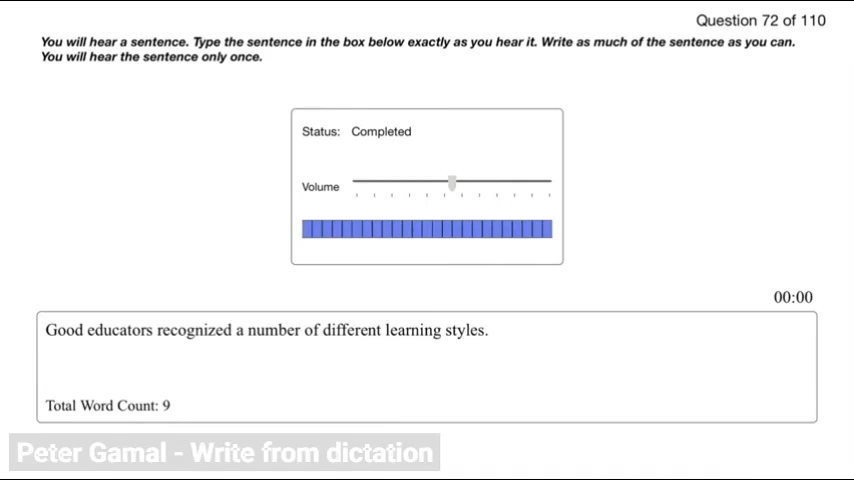 Question 72 of 110
You will hear a sentence. Type the sentence in the box below exactly as you hear it. Write as much of the sentence as you can.
You will hear the sentence only once.
Status: Completed
Volume
00:00
Good educators recognized a number of different learning styles.
Total Word Count: 9
Peter Gamal - Write from dictation